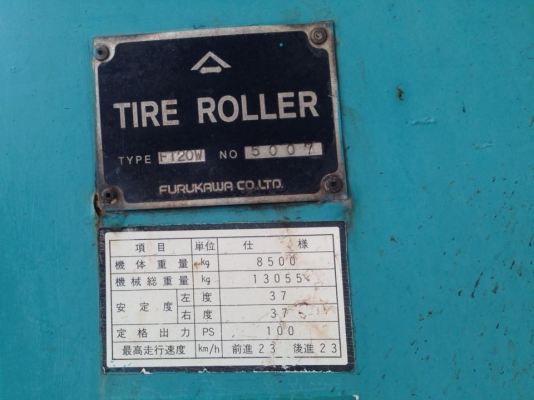 TIRE ROLLER
TYPE FT20W NO 5007
FURUKAWA CO.,LTD.
項目 単位 仕様
機体重量 kg 8500
機械総重量 kg 13055
安定度 左 度 37
右 度 37
定格出力 PS 100
最高走行速度 km/h 前進23 後進23